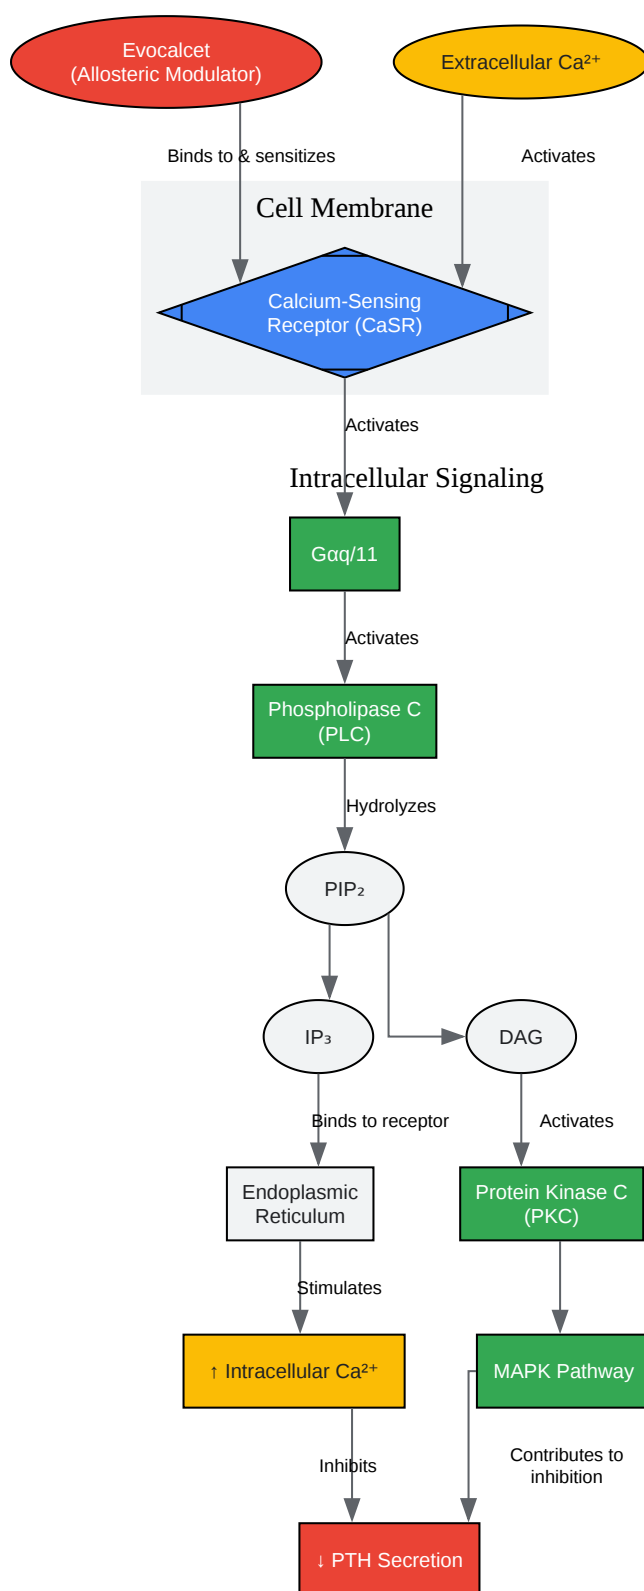 Evocalcet
(Allosteric Modulator)
Extracellular Ca²⁺
Binds to & sensitizes
Activates
Cell Membrane
Calcium-Sensing
Receptor (CaSR)
Activates
Intracellular Signaling
Gαq/11
Activates
Phospholipase C
(PLC)
Hydrolyzes
PIP₂
IP₃
DAG
Binds to receptor
Activates
Endoplasmic
Reticulum
Protein Kinase C
(PKC)
Stimulates
↑ Intracellular Ca²⁺
MAPK Pathway
Inhibits
Contributes to
inhibition
↓ PTH Secretion